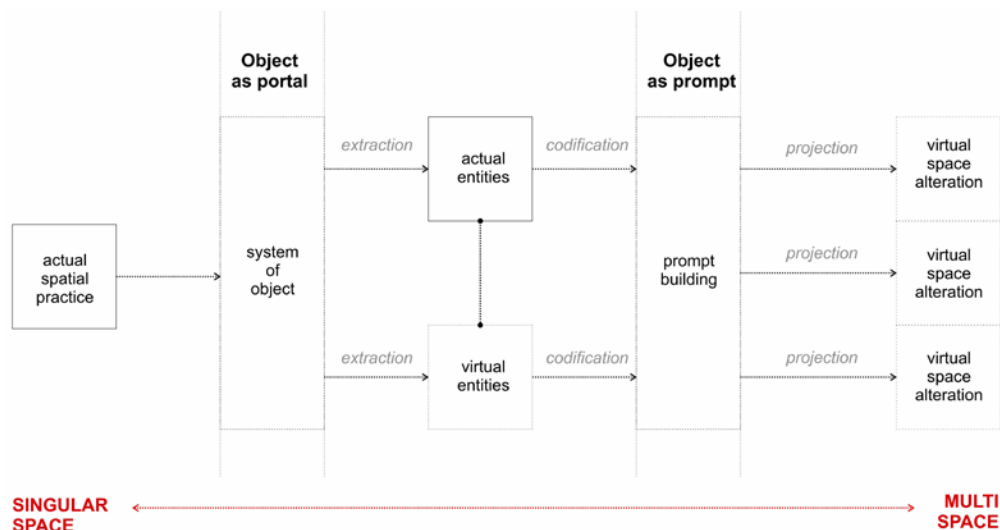 Object
as portal
Object
as prompt
extraction
actual
entities
codification
projection
virtual
space
alteration
actual
spatial
practice
system
of
object
prompt
building
projection
virtual
space
alteration
extraction
virtual
entities
codification
projection
virtual
space
alteration
SINGULAR
SPACE
MULTI
SPACE